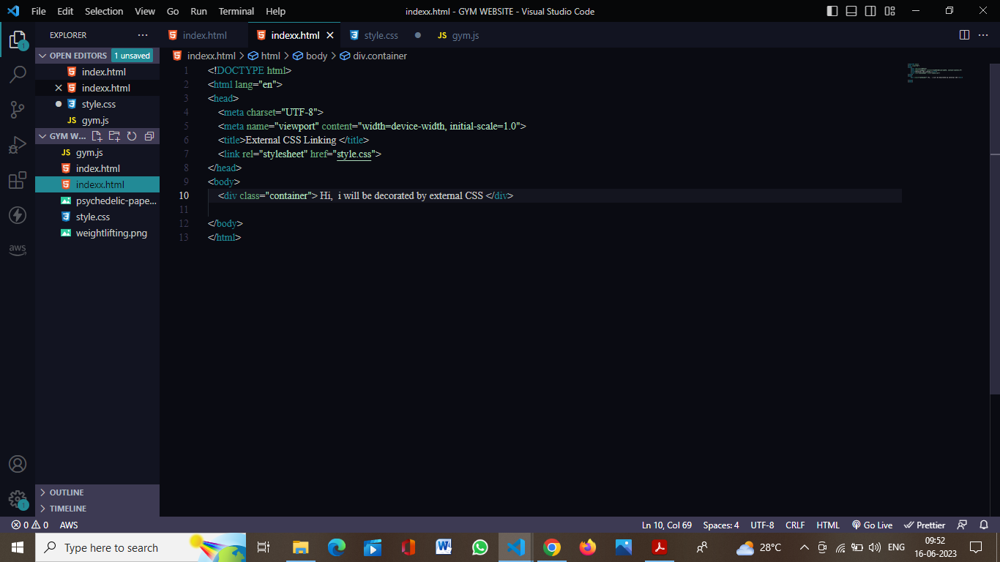 File Edit Selection View Go Run Terminal Help indexx.html - GYM WEBSITE - Visual Studio Code
EXPLORER
index.html indexx.html style.css JS gym.js
OPEN EDITORS 1 unsaved
indexx.html > html > body > div.container
index.html
indexx.html
style.css
JS gym.js
GYM W...
JS gym.js
index.html
indexx.html
psychedelic-pape...
style.css
weightlifting.png
aws
1
1
OUTLINE
TIMELINE
1 <!DOCTYPE html>
2 <html lang="en">
3 <head>
4 <meta charset="UTF-8">
5 <meta name="viewport" content="width=device-width, initial-scale=1.0">
6 <title>External CSS Linking </title>
7 <link rel="stylesheet" href="style.css">
8 </head>
9 <body>
10 <div class="container"> Hi,  i will be decorated by external CSS </div>
11
12 </body>
13 </html>
0 0 AWS Ln 10, Col 69 Spaces: 4 UTF-8 CRLF HTML Go Live Prettier
Type here to search 28°C ENG 09:52
16-06-2023